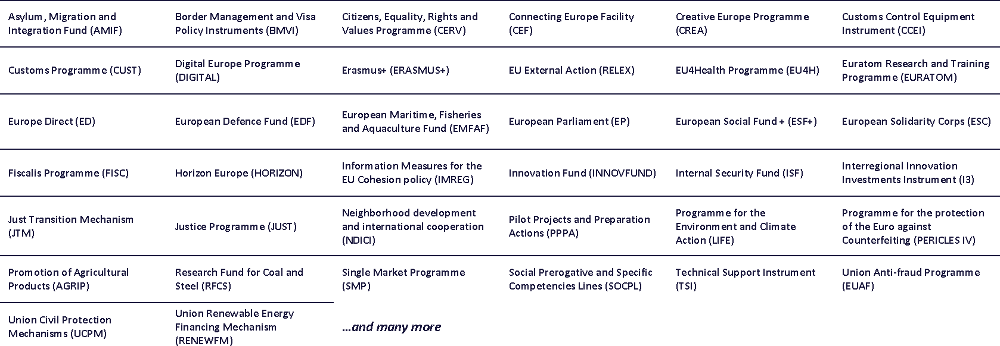 Asylum, Migration and
Integration Fund (AMIF)
Border Management and Visa
Policy Instruments (BMVI)
Citizens, Equality, Rights and
Values Programme (CERV)
Connecting Europe Facility
(CEF)
Creative Europe Programme
(CREA)
Customs Control Equipment
Instrument (CCEI)
Customs Programme (CUST)
Digital Europe Programme
(DIGITAL)
Erasmus+ (ERASMUS+)
EU External Action (RELEX)
EU4Health Programme (EU4H)
Euratom Research and Training
Programme (EURATOM)
Europe Direct (ED)
European Defence Fund (EDF)
European Maritime, Fisheries
and Aquaculture Fund (EMFAF)
European Parliament (EP)
European Social Fund + (ESF+)
European Solidarity Corps (ESC)
Fiscalis Programme (FISC)
Horizon Europe (HORIZON)
Information Measures for the
EU Cohesion policy (IMREG)
Innovation Fund (INNOVFUND)
Internal Security Fund (ISF)
Interregional Innovation
Investments Instrument (I3)
Just Transition Mechanism
(JTM)
Justice Programme (JUST)
Neighborhood development
and international cooperation
(NDICI)
Pilot Projects and Preparation
Actions (PPPA)
Programme for the
Environment and Climate
Action (LIFE)
Programme for the protection
of the Euro against
Counterfeiting (PERICLES IV)
Promotion of Agricultural
Products (AGRIP)
Research Fund for Coal and
Steel (RFCS)
Single Market Programme
(SMP)
Social Prerogative and Specific
Competencies Lines (SOCPL)
Technical Support Instrument
(TSI)
Union Anti-fraud Programme
(EUAF)
Union Civil Protection
Mechanisms (UCPM)
Union Renewable Energy
Financing Mechanism
(RENEWFM)
...and many more